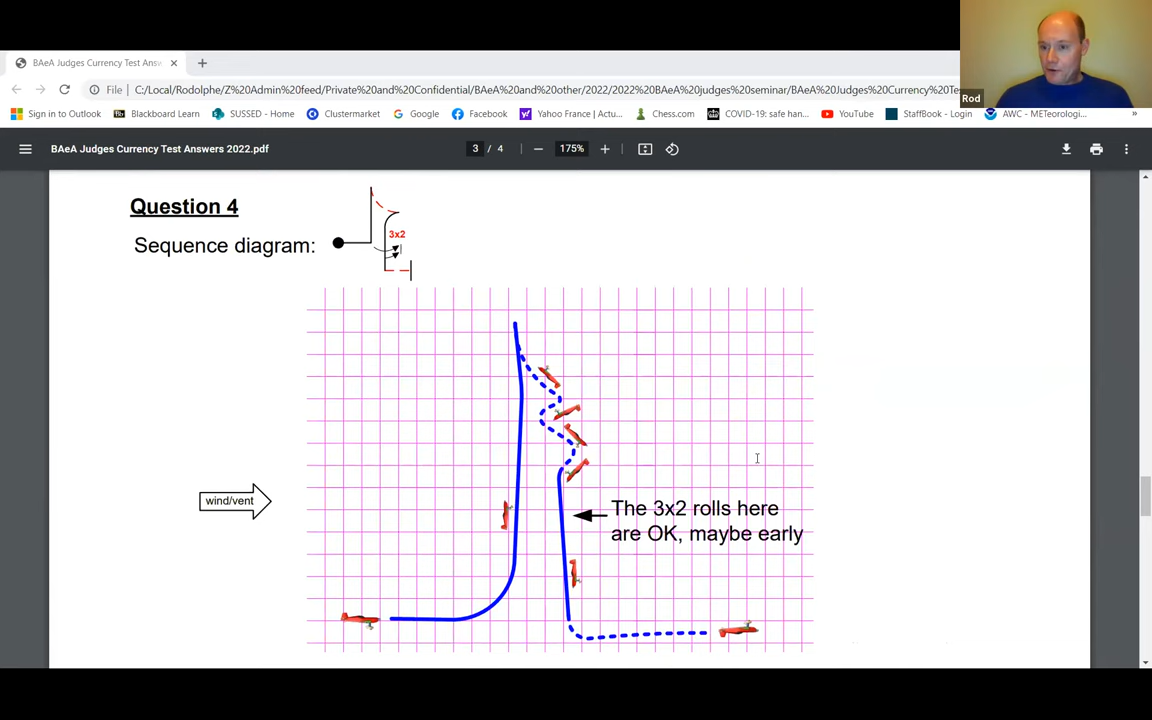 BAeA Judges Currency Test Answ
File
C:/Local/Rodolphe/Z%20Admin%20feed/Private%20and%20Confidential/BAeA%20and%20other/2022/2022%20BAeA%20judges%20seminar/BAeA%20Judges%20Currency%20Te
Rod
Sign in to Outlook
Blackboard Learn
SUSSED - Home
Clustermarket
Google
Facebook
Yahoo France | Actu...
Chess.com
COVID-19: safe han...
YouTube
StaffBook - Login
AWC - METeorologi...
»
BAeA Judges Currency Test Answers 2022.pdf
3 / 4
175%
Question 4
Sequence diagram:
3x2
wind/vent
The 3x2 rolls here
are OK, maybe early